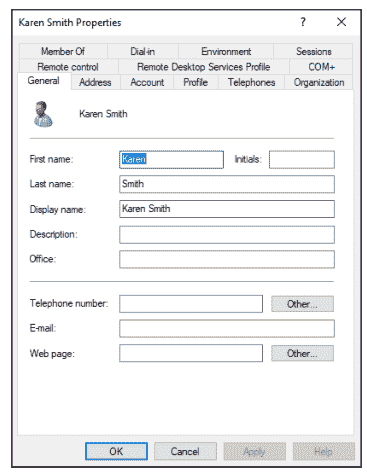 Karen Smith Properties ? X
Member Of Dial-in Environment Sessions
Remote control Remote Desktop Services Profile COM+
General Address Account Profile Telephones Organization
Karen Smith
First name: Karen Initials:
Last name: Smith
Display name: Karen Smith
Description:
Office:
Telephone number: Other...
E-mail:
Web page: Other...
OK Cancel Apply Help